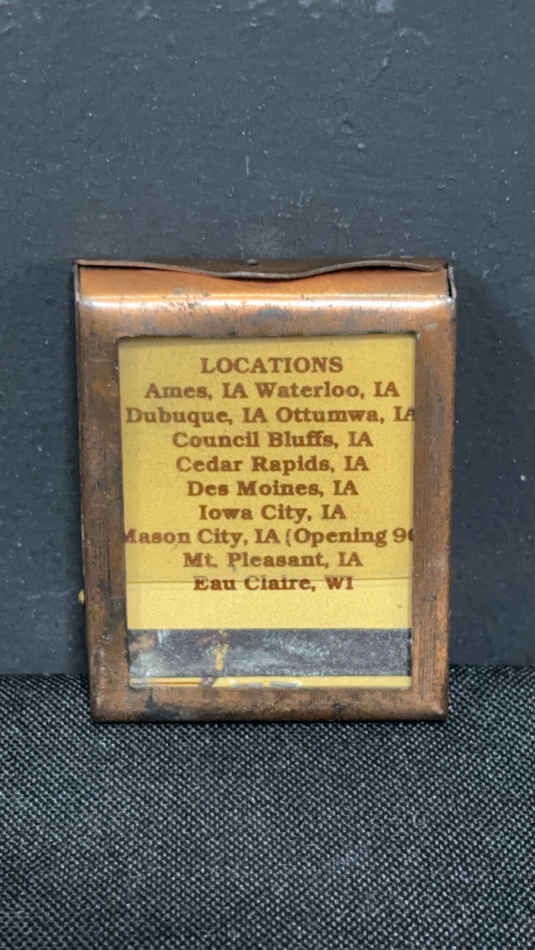 LOCATIONS
Ames, IA Waterloo, IA
Dubuque, IA Ottumwa, IA
Council Bluffs, IA
Cedar Rapids, IA
Des Moines, IA
Iowa City, IA
Mason City, IA (Opening
Mt. Pleasant, IA
Eau Claire, WI